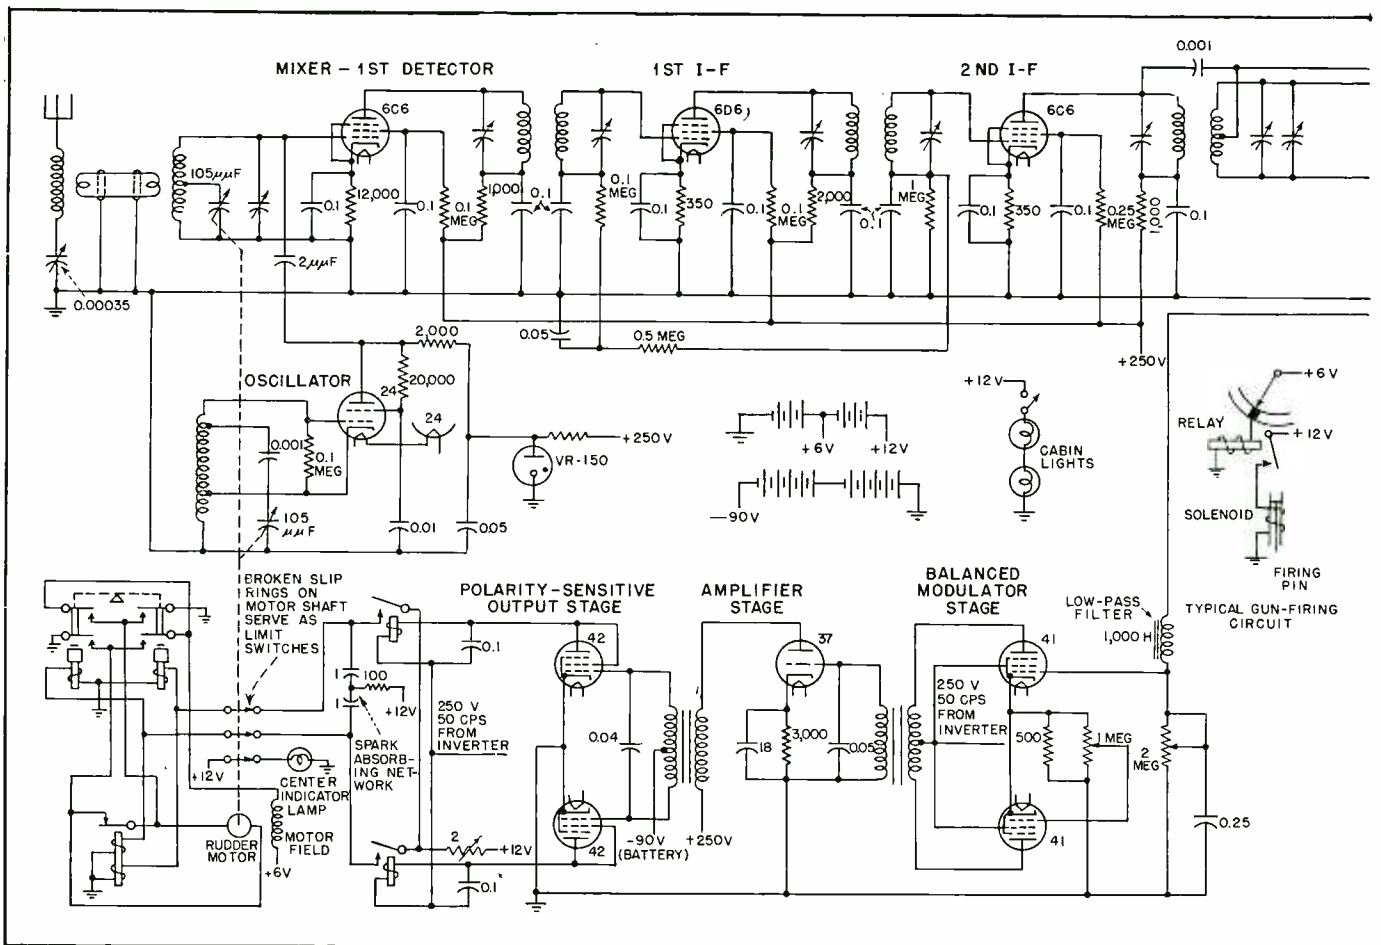 0.001
MIXER – 1ST DETECTOR
1ST I-F
2ND I-F
6C6
6D6
6C6
105μμF
12,000
0.1
0.1
0.1
MEG
1,000
0.1
0.1
MEG
0.1
350
0.1
0.1
MEG
2,000
0.1
1
MEG
0.1
350
0.1
0.25
MEG
1,000
0.1
2μμF
0.00035
0.05
0.5 MEG
+250V
2,000
20,000
OSCILLATOR
24
24
0.001
0.1
MEG
105
μμF
0.01
0.05
+250V
VR-150
+6V
+12V
—90V
+12V
CABIN
LIGHTS
+6V
RELAY
+12V
SOLENOID
FIRING
PIN
TYPICAL GUN-FIRING
CIRCUIT
BROKEN SLIP
RINGS ON
MOTOR SHAFT
SERVE AS
LIMIT
SWITCHES
POLARITY-SENSITIVE
OUTPUT STAGE
AMPLIFIER
STAGE
BALANCED
MODULATOR
STAGE
LOW-PASS
FILTER
1,000 H
42
37
41
0.1
1
100
1
+12V
SPARK
ABSORB-
ING NET-
WORK
250 V
50 CPS
FROM
INVERTER
0.04
18
3,000
0.05
250 V
50 CPS
FROM
INVERTER
500
1 MEG
2
MEG
0.25
+12V
CENTER
INDICATOR
LAMP
RUDDER
MOTOR
MOTOR
FIELD
+6V
2
+12V
0.1
42
-90V
(BATTERY)
+250V
41